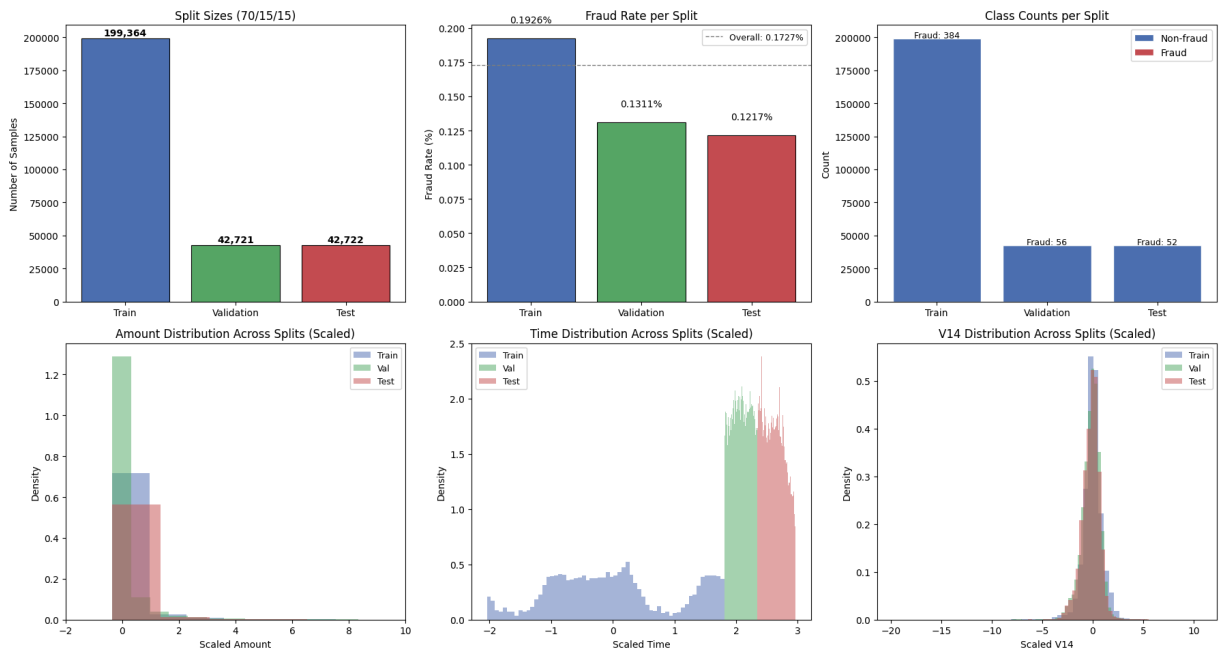 Split Sizes (70/15/15)
Number of Samples
200000
175000
150000
125000
100000
75000
50000
25000
0
199,364
42,721
42,722
Train
Validation
Test
Fraud Rate per Split
Fraud Rate (%)
0.200
0.175
0.150
0.125
0.100
0.075
0.050
0.025
0.000
0.1926%
0.1311%
0.1217%
Overall: 0.1727%
Train
Validation
Test
Class Counts per Split
Count
200000
175000
150000
125000
100000
75000
50000
25000
0
Fraud: 384
Fraud: 56
Fraud: 52
Non-fraud
Fraud
Train
Validation
Test
Amount Distribution Across Splits (Scaled)
Density
1.2
1.0
0.8
0.6
0.4
0.2
0.0
Train
Val
Test
−2
0
2
4
6
8
10
Scaled Amount
Time Distribution Across Splits (Scaled)
Density
2.5
2.0
1.5
1.0
0.5
0.0
Train
Val
Test
−2
−1
0
1
2
3
Scaled Time
V14 Distribution Across Splits (Scaled)
Density
0.5
0.4
0.3
0.2
0.1
0.0
Train
Val
Test
−20
−15
−10
−5
0
5
10
Scaled V14